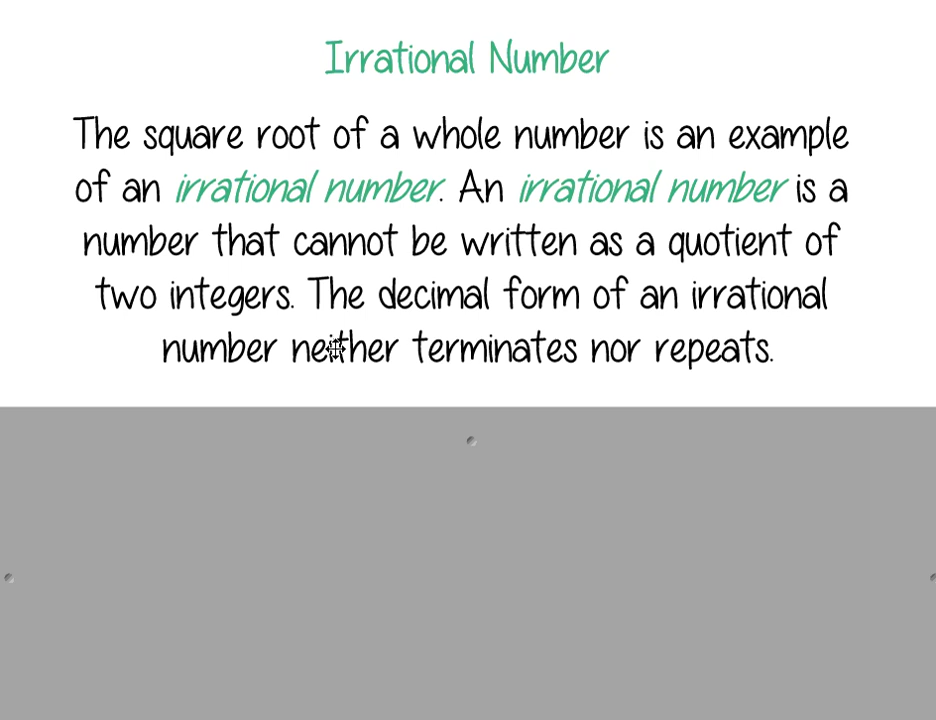 Irrational Number
The square root of a whole number is an example
of an irrational number. An irrational number is a
number that cannot be written as a quotient of
two integers. The decimal form of an irrational
number neither terminates nor repeats.